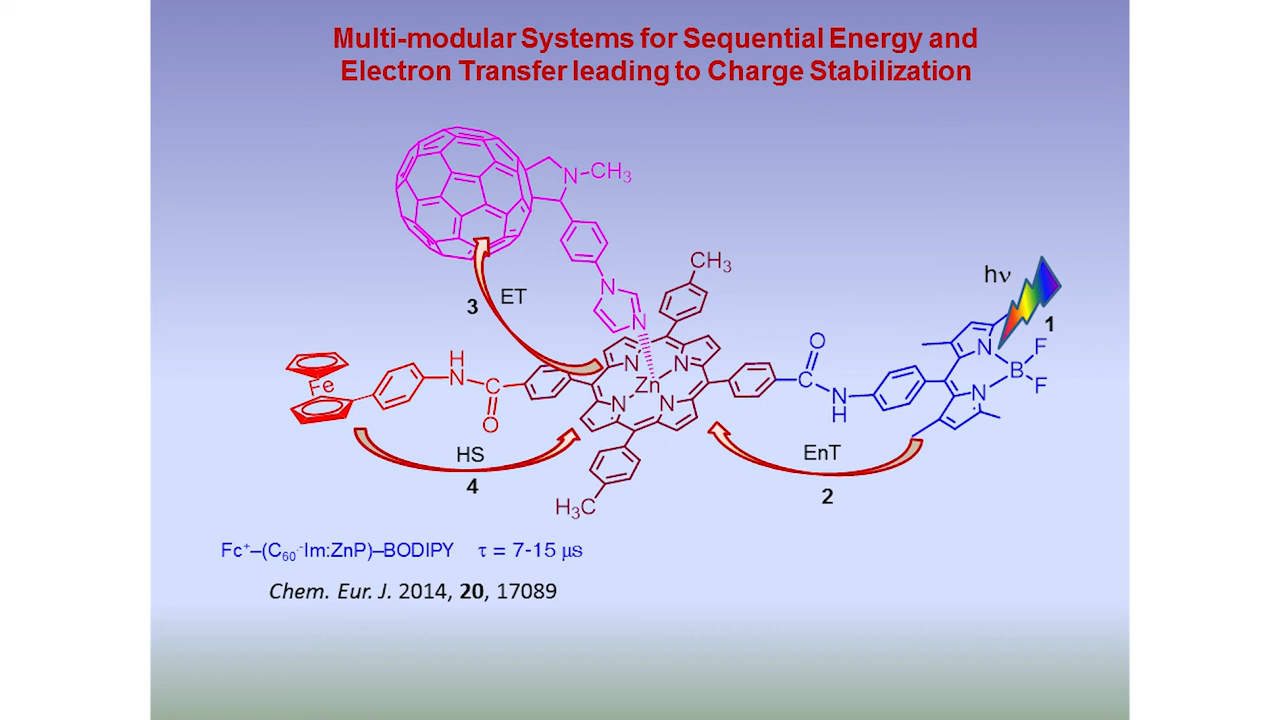 Multi-modular Systems for Sequential Energy and
Electron Transfer leading to Charge Stabilization
N–CH₃
N
N
CH₃
hν
1
3
ET
O
C
N
H
N
N
B
F
F
Fe
H
N
C
O
N
N
N
N
Zn
HS
4
EnT
2
H₃C
Fc⁺–(C₆₀·⁻Im:ZnP)–BODIPY τ = 7-15 μs
Chem. Eur. J. 2014, 20, 17089